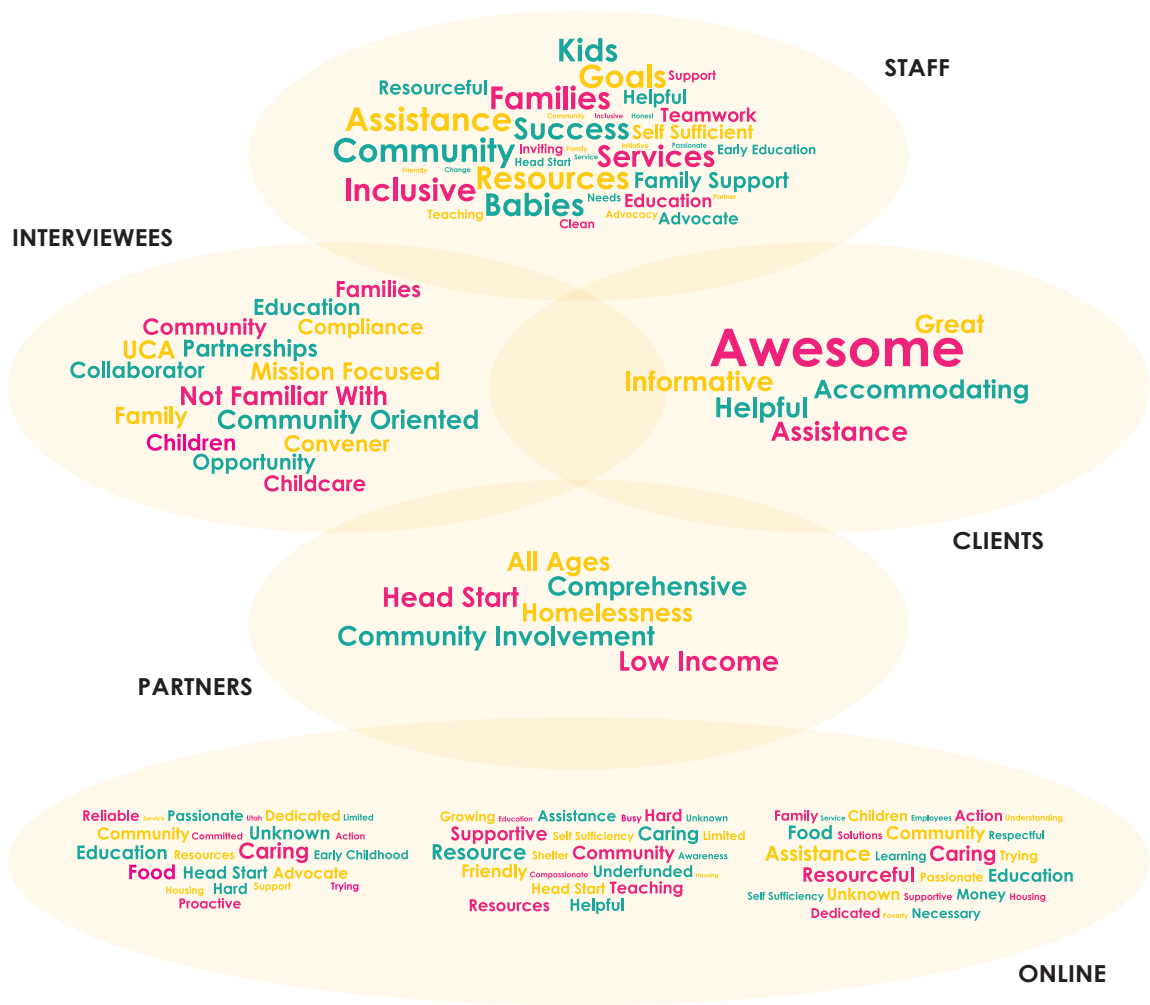 STAFF
Kids
Goals Support
Resourceful Families Helpful
Community Inclusive Honest Teamwork
Assistance Success Self Sufficient
Community Inviting Family Initiative Passionate Early Education
Head Start Service Services
Friendly Change
Inclusive Resources Family Support
Babies Needs Education Partner
Teaching Advocacy Advocate
Clean
INTERVIEWEES
Families
Education
Community Compliance
UCA Partnerships
Collaborator Mission Focused
Not Familiar With
Family Community Oriented
Children Convener
Opportunity
Childcare
Great
Awesome
Informative Accommodating
Helpful
Assistance
CLIENTS
All Ages
Head Start Comprehensive
Homelessness
Community Involvement
Low Income
PARTNERS
Reliable Service Passionate Utah Dedicated Limited
Community Committed Unknown Action
Education Resources Caring Early Childhood
Food Head Start Advocate
Housing Hard Support Trying
Proactive
Growing Education Assistance Busy Hard Unknown
Supportive Self Sufficiency Caring Limited
Resource Shelter Community Awareness
Friendly Compassionate Underfunded Housing
Head Start Teaching
Resources Helpful
Family Service Children Employees Action Understanding
Food Solutions Community Respectful
Assistance Learning Caring Trying
Resourceful Passionate Education
Self Sufficiency Unknown Supportive Money Housing
Dedicated Poverty Necessary
ONLINE